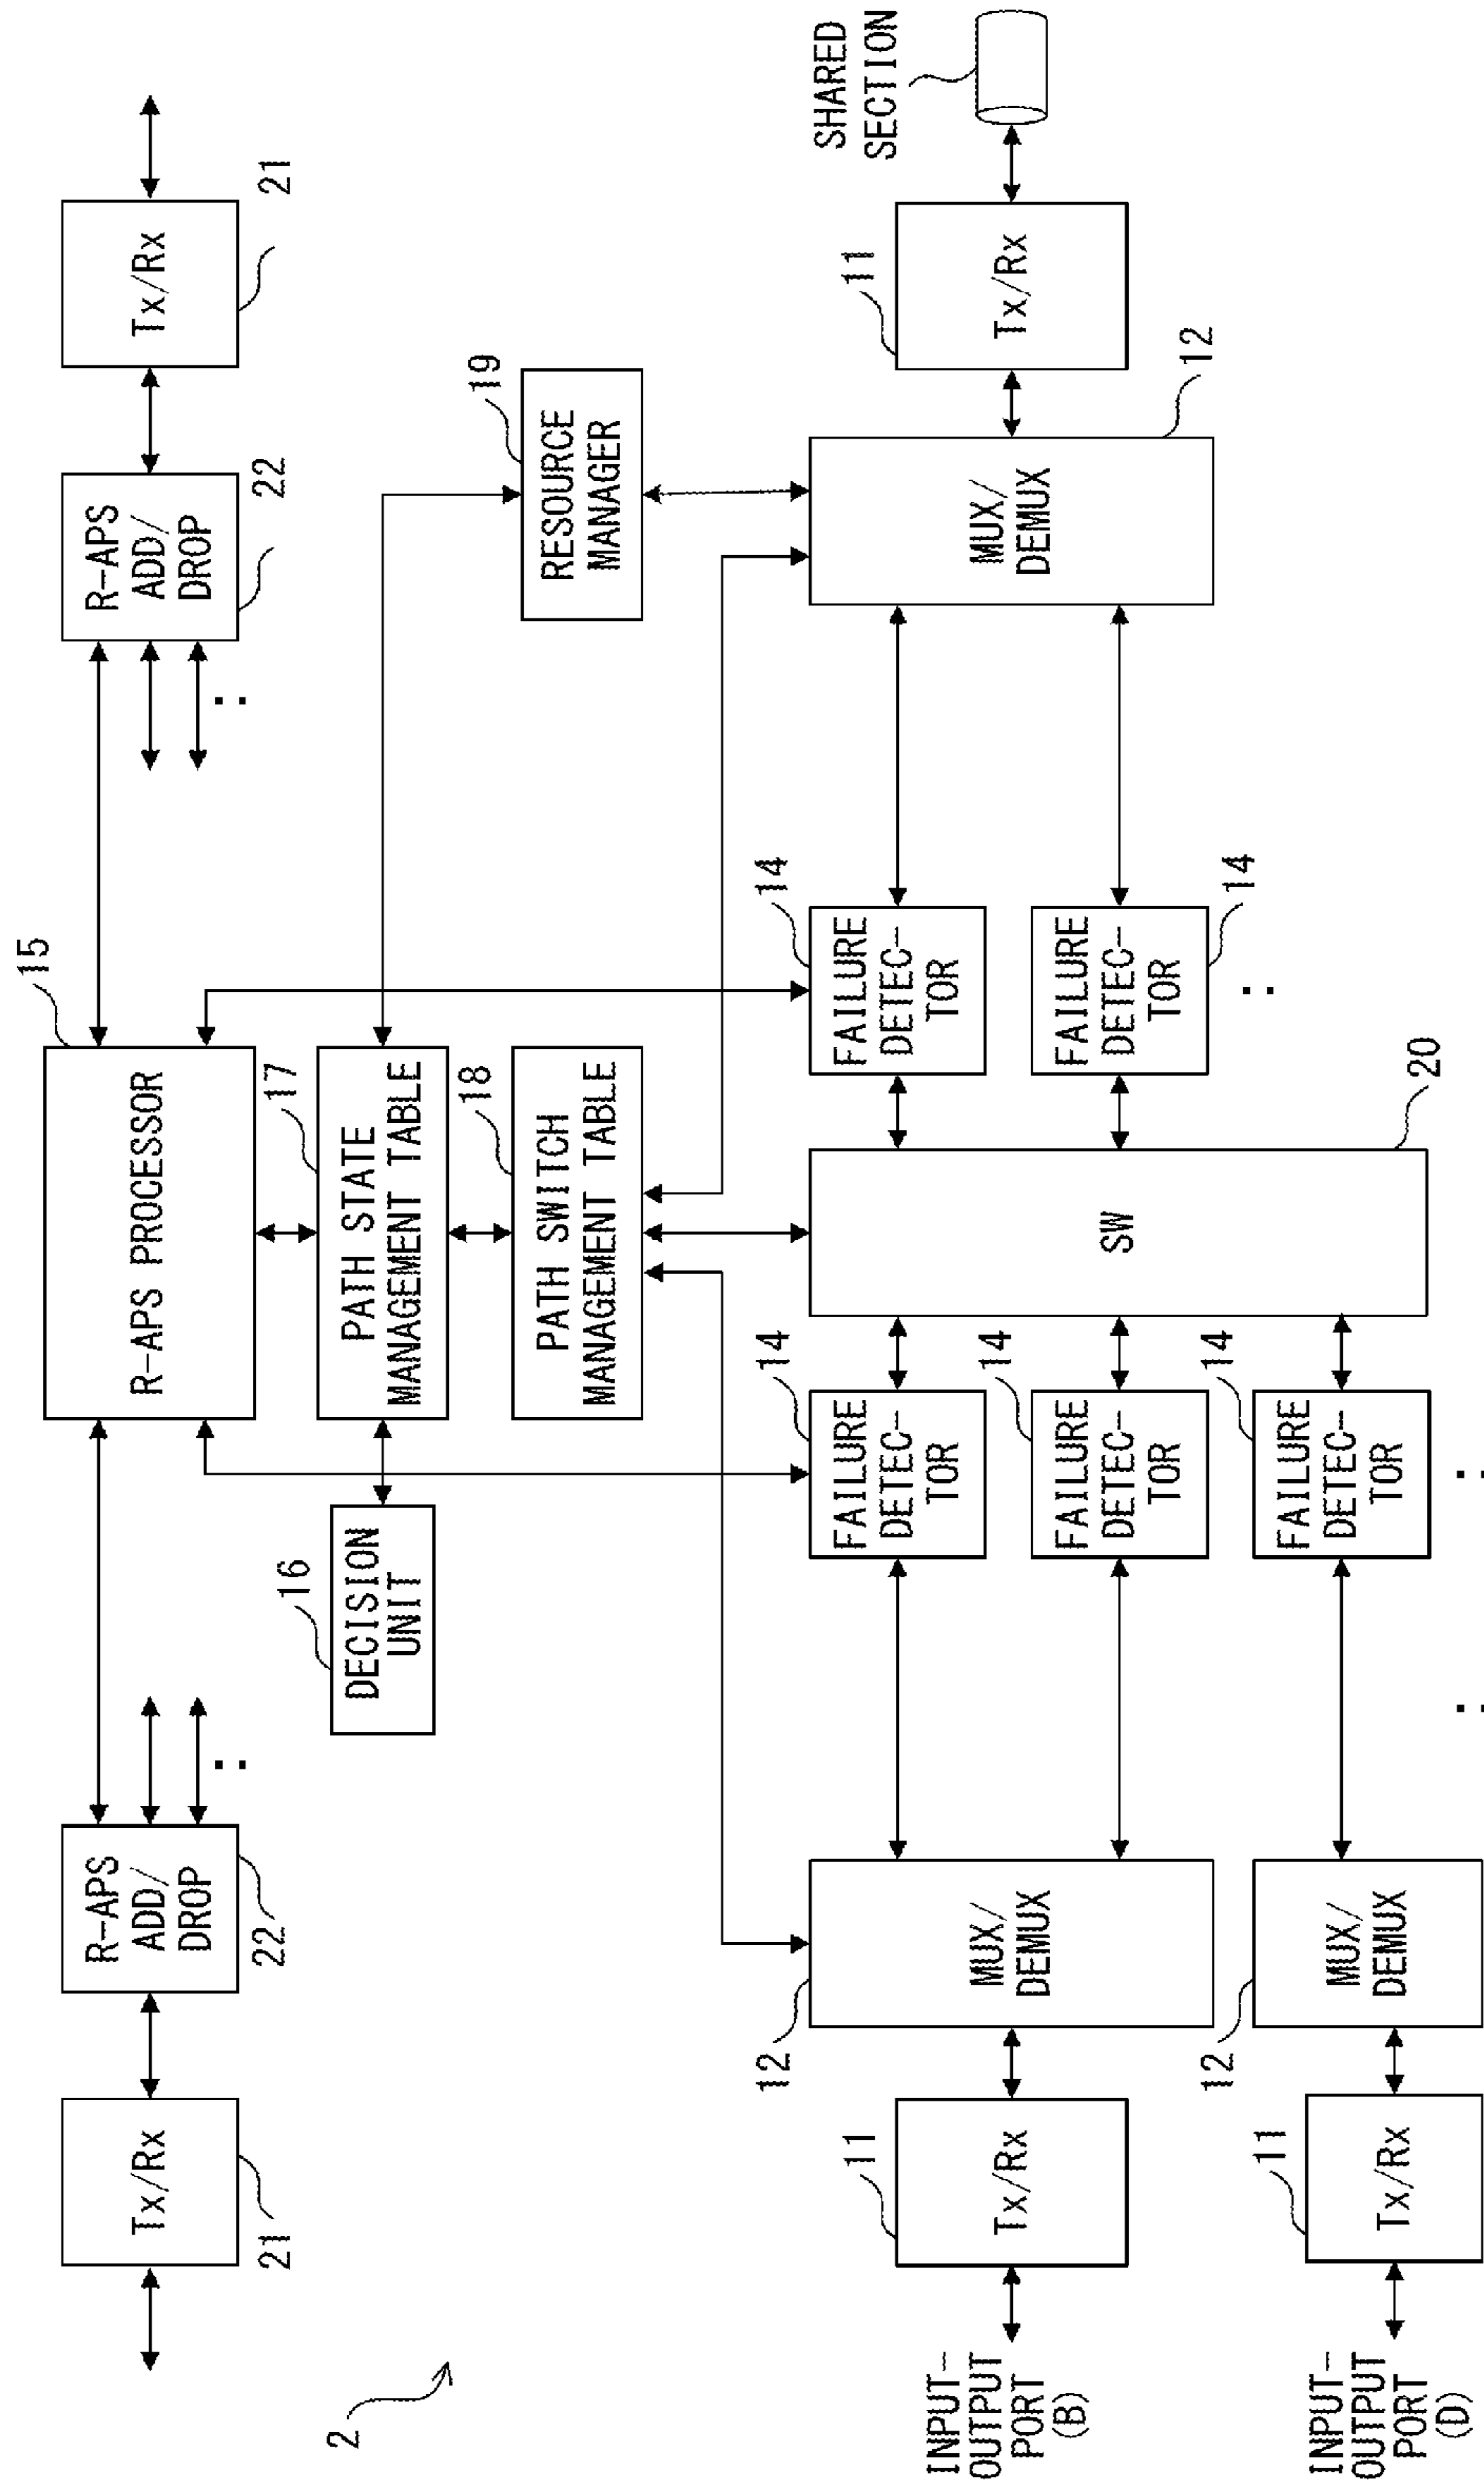 2
Tx/Rx
21
R-APS
ADD/
DROP
22
:
R-APS PROCESSOR
15
R-APS
ADD/
DROP
22
:
Tx/Rx
21
DECISION
UNIT
16
PATH STATE
MANAGEMENT TABLE
17
PATH SWITCH
MANAGEMENT TABLE
18
RESOURCE
MANAGER
19
INPUT-
OUTPUT
PORT
(B)
Tx/Rx
11
MUX/
DEMUX
12
FAILURE
DETEC-
TOR
14
FAILURE
DETEC-
TOR
14
SW
20
FAILURE
DETEC-
TOR
14
FAILURE
DETEC-
TOR
14
:
MUX/
DEMUX
12
Tx/Rx
11
SHARED
SECTION
INPUT-
OUTPUT
PORT
(D)
Tx/Rx
11
MUX/
DEMUX
12
:
FAILURE
DETEC-
TOR
14
: